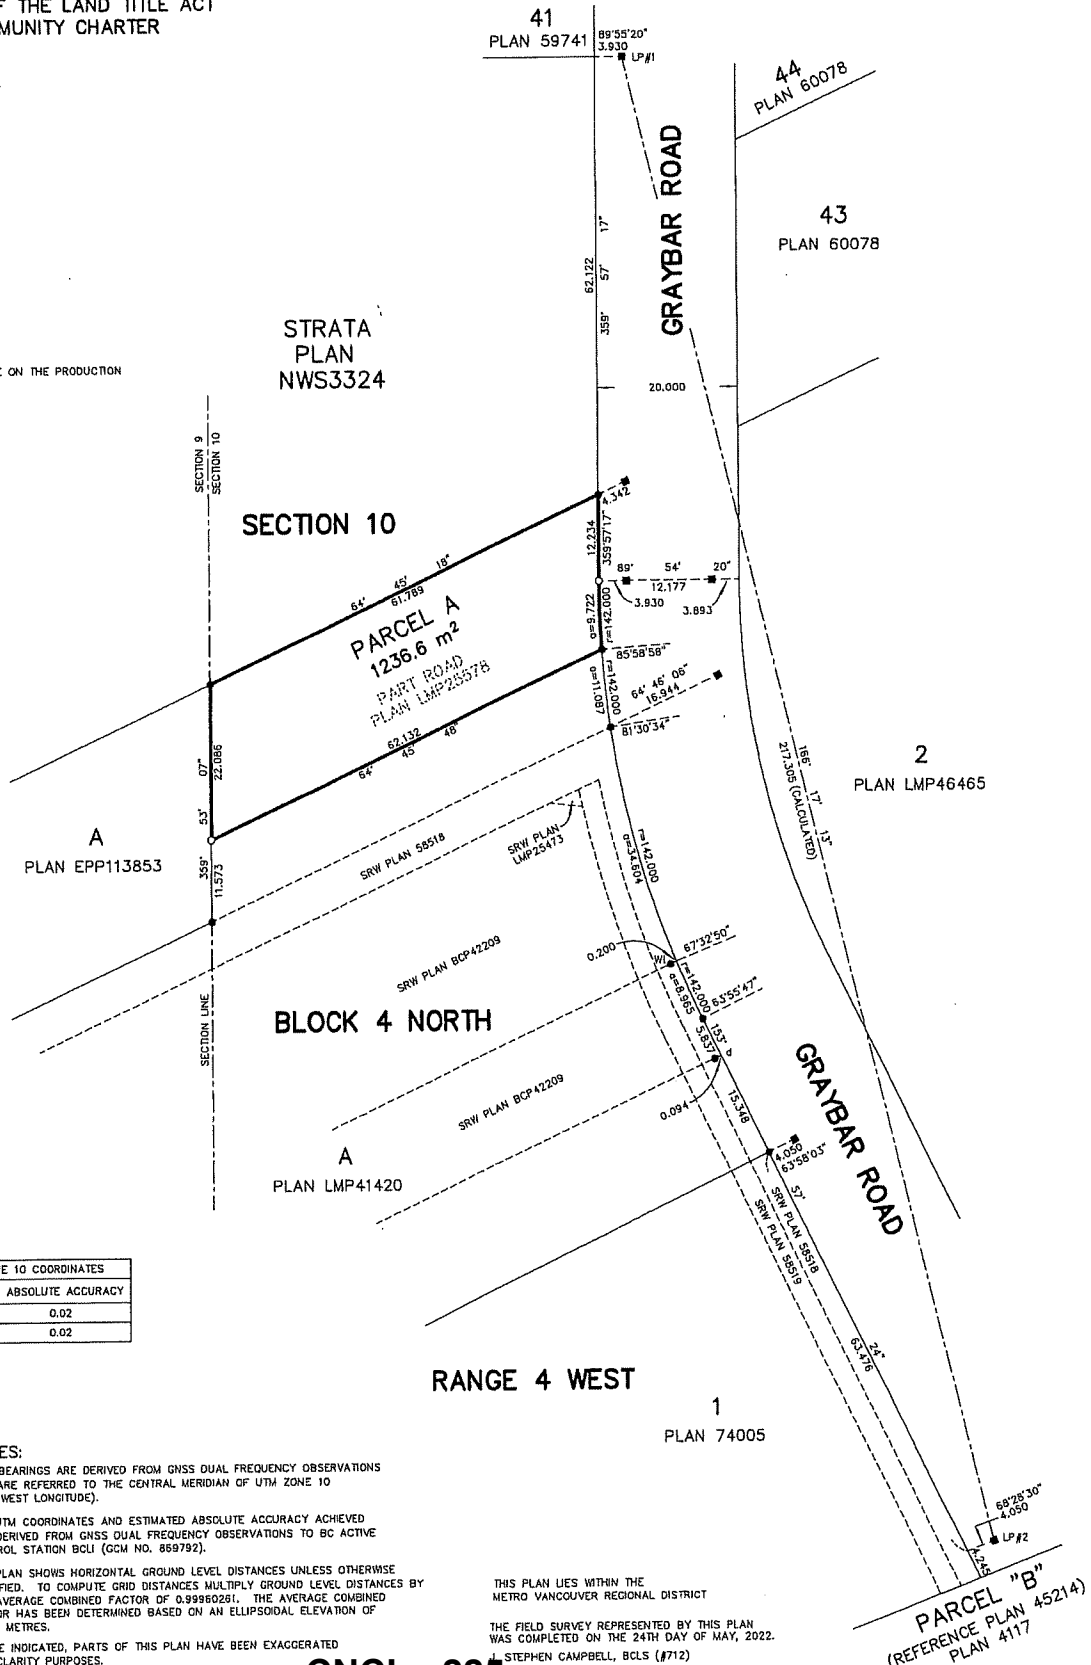 F THE LAND TITLE ACT
MUNITY CHARTER
41
PLAN 59741
89°55'20"
3.930
LP#1
44
PLAN 60078
GRAYBAR ROAD
43
PLAN 60078
62.122
359° 57' 17"
STRATA
PLAN
NWS3324
E ON THE PRODUCTION
20.000
SECTION 9
SECTION 10
SECTION 10
4.342
12.234
359°57'17"
64° 45' 18"
61.789
89° 54' 20"
12.177
3.930
3.893
PARCEL A
1236.6 m²
PART ROAD
PLAN LMP25578
a=9.722
r=142.000
85°58'58"
a=11.087
r=142.000
64° 46' 06"
16.944
81°30'34"
62.132
64° 45' 48"
359° 53' 07"
22.086
11.573
2
PLAN LMP46465
166° 17' 13"
217.305 (CALCULATED)
A
PLAN EPP113853
SRW PLAN 58518
SRW PLAN
LMP25473
r=142.000
a=34.604
SRW PLAN BCP42209
0.200
67°32'50"
Wt
r=142.000
a=8.965
63°55'47"
BLOCK 4 NORTH
SECTION LINE
5.837
153°
15.348
0.094
SRW PLAN BCP42209
GRAYBAR ROAD
A
PLAN LMP41420
4.050
63°58'03"
57'
SRW PLAN 58518
SRW PLAN 58519
E 10 COORDINATES
ABSOLUTE ACCURACY
0.02
0.02
24"
63.476
RANGE 4 WEST
1
PLAN 74005
68°28'30"
4.050
LP#2
4.245
PARCEL "B"
(REFERENCE PLAN 45214)
PLAN 4117
ES:
BEARINGS ARE DERIVED FROM GNSS DUAL FREQUENCY OBSERVATIONS
ARE REFERRED TO THE CENTRAL MERIDIAN OF UTM ZONE 10
WEST LONGITUDE).
UTM COORDINATES AND ESTIMATED ABSOLUTE ACCURACY ACHIEVED
DERIVED FROM GNSS DUAL FREQUENCY OBSERVATIONS TO BC ACTIVE
ROL STATION BCLI (GCM NO. 869792).
PLAN SHOWS HORIZONTAL GROUND LEVEL DISTANCES UNLESS OTHERWISE
FIED. TO COMPUTE GRID DISTANCES MULTIPLY GROUND LEVEL DISTANCES BY
AVERAGE COMBINED FACTOR OF 0.99960261. THE AVERAGE COMBINED
OR HAS BEEN DETERMINED BASED ON AN ELLIPSOIDAL ELEVATION OF
METRES.
E INDICATED, PARTS OF THIS PLAN HAVE BEEN EXAGGERATED
CLARITY PURPOSES.
THIS PLAN LIES WITHIN THE
METRO VANCOUVER REGIONAL DISTRICT
THE FIELD SURVEY REPRESENTED BY THIS PLAN
WAS COMPLETED ON THE 24TH DAY OF MAY, 2022.
J. STEPHEN CAMPBELL, BCLS (#712)